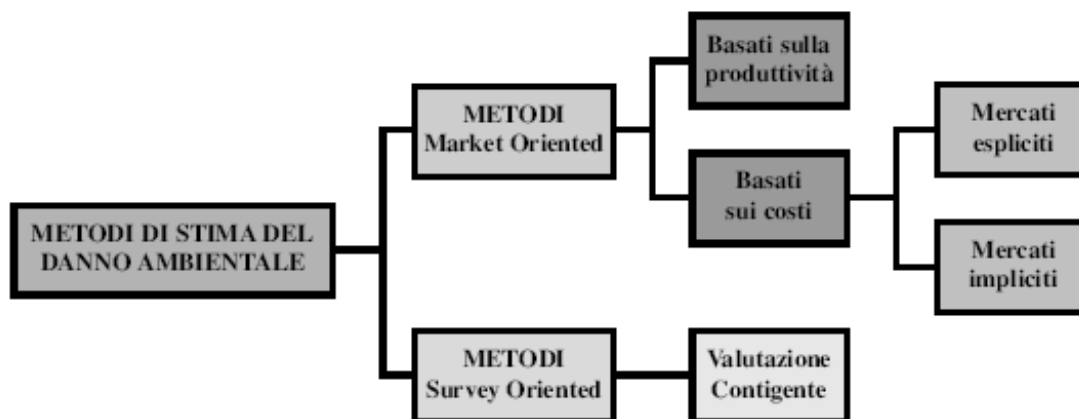 METODI DI STIMA DEL
DANNO AMBIENTALE
METODI
Market Oriented
Basati sulla
produttività
Basati
sui costi
Mercati
espliciti
Mercati
impliciti
METODI
Survey Oriented
Valutazione
Contigente